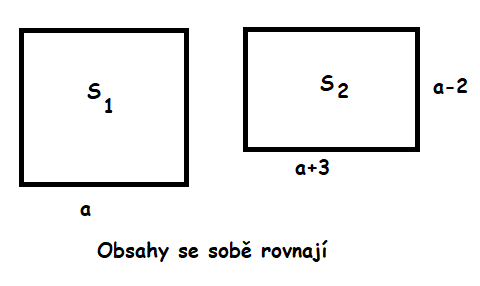 S1
S2
a-2
a+3
a
Obsahy se sobě rovnají